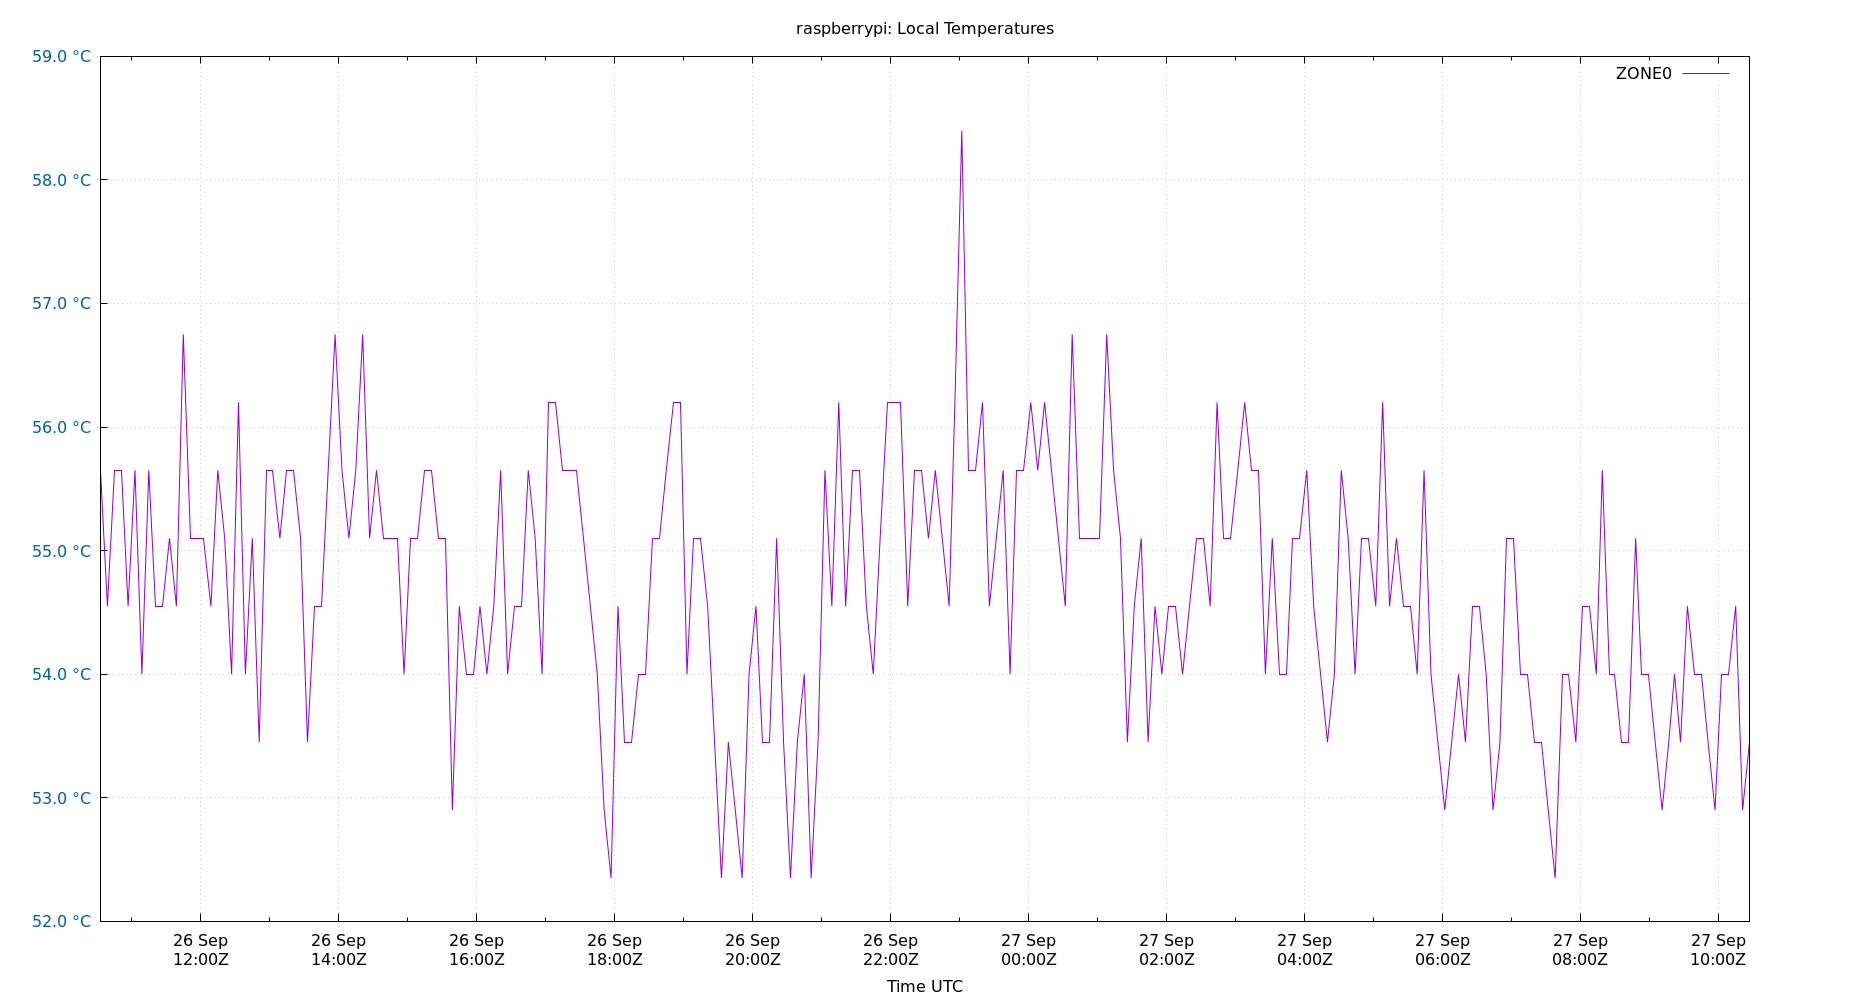 raspberrypi: Local Temperatures
ZONE0
59.0 °C
58.0 °C
57.0 °C
56.0 °C
55.0 °C
54.0 °C
53.0 °C
52.0 °C
26 Sep 26 Sep 26 Sep 26 Sep 26 Sep 26 Sep 27 Sep 27 Sep 27 Sep 27 Sep 27 Sep 27 Sep
12:00Z 14:00Z 16:00Z 18:00Z 20:00Z 22:00Z 00:00Z 02:00Z 04:00Z 06:00Z 08:00Z 10:00Z
Time UTC